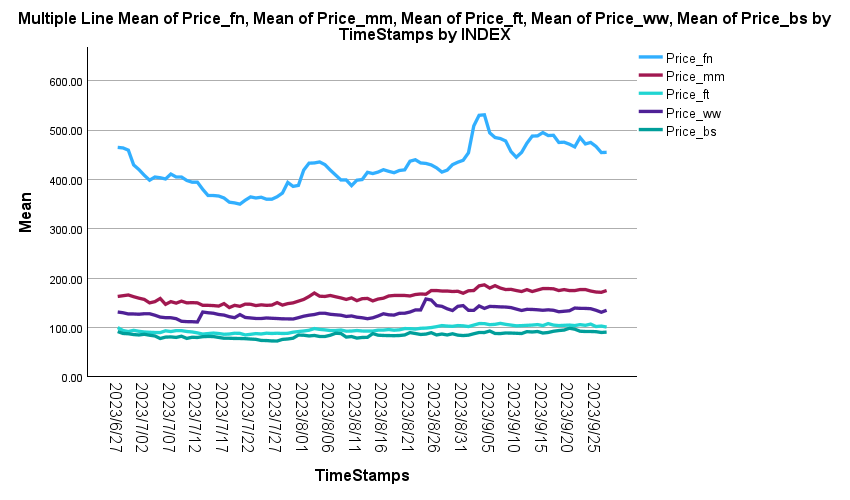 Multiple Line Mean of Price_fn, Mean of Price_mm, Mean of Price_ft, Mean of Price_ww, Mean of Price_bs by
TimeStamps by INDEX
Price_fn
Price_mm
Price_ft
Price_ww
Price_bs
Mean
600.00
500.00
400.00
300.00
200.00
100.00
0.00
2023/6/27
2023/7/02
2023/7/07
2023/7/12
2023/7/17
2023/7/22
2023/7/27
2023/8/01
2023/8/06
2023/8/11
2023/8/16
2023/8/21
2023/8/26
2023/8/31
2023/9/05
2023/9/10
2023/9/15
2023/9/20
2023/9/25
TimeStamps